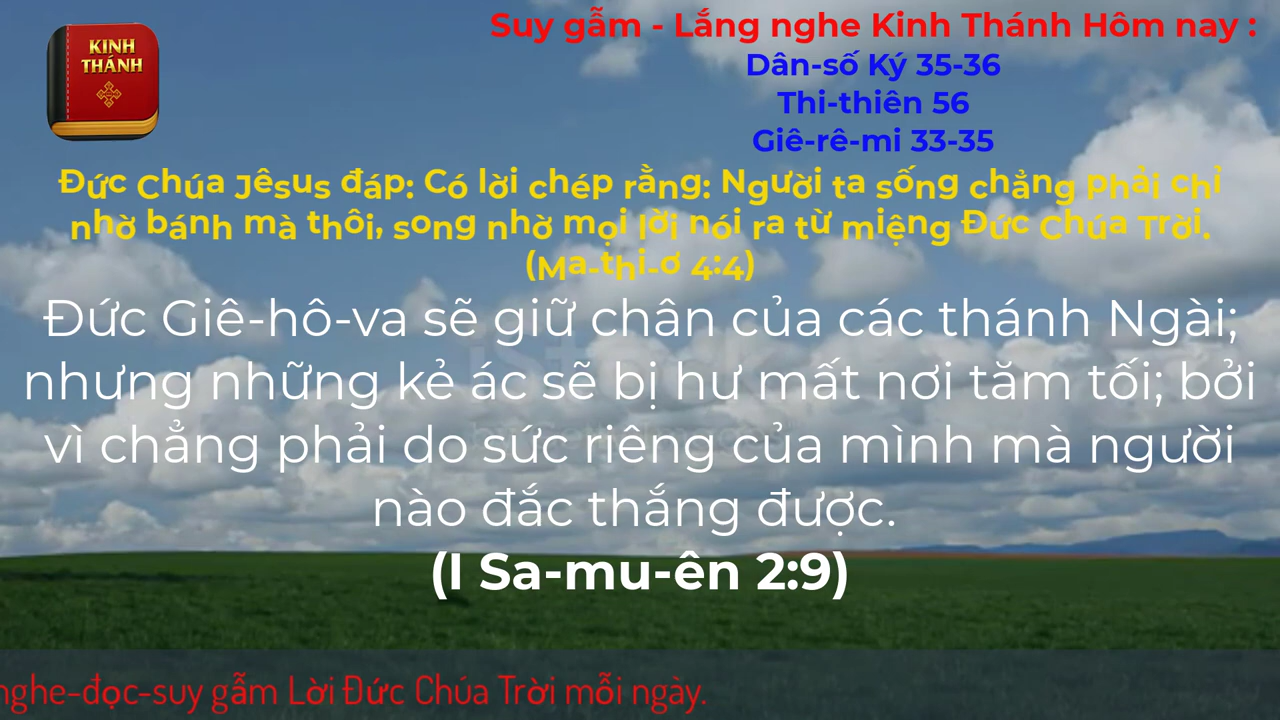 KINH
THÁNH
Suy gẫm - Lắng nghe Kinh Thánh Hôm nay :
Dân-số Ký 35-36
Thi-thiên 56
Giê-rê-mi 33-35
Đức Chúa Jêsus đáp: Có lời chép rằng: Người ta sống chẳng phải chỉ
nhờ bánh mà thôi, song nhờ mọi lời nói ra từ miệng Đức Chúa Trời.
(Ma-thi-ơ 4:4)
Đức Giê-hô-va sẽ giữ chân của các thánh Ngài;
nhưng những kẻ ác sẽ bị hư mất nơi tăm tối; bởi
vì chẳng phải do sức riêng của mình mà người
nào đắc thắng được.
(I Sa-mu-ên 2:9)
nghe-đọc-suy gẫm Lời Đức Chúa Trời mỗi ngày.